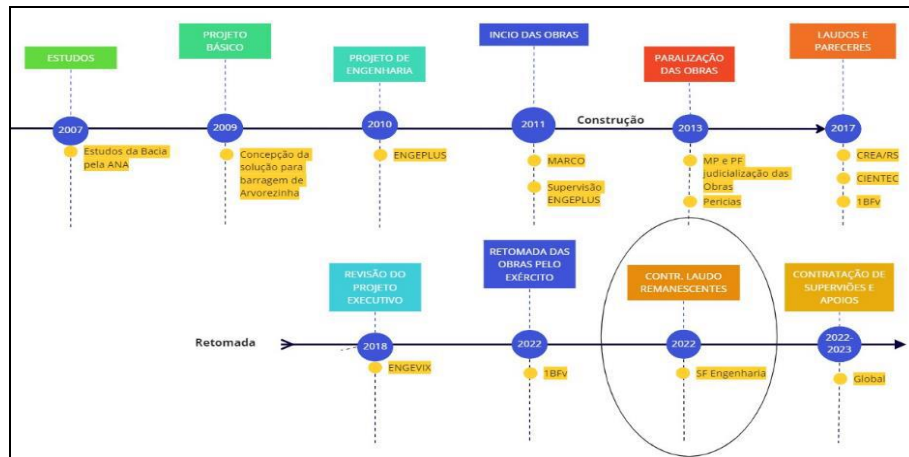 ESTUDOS
PROJETO
BÁSICO
PROJETO DE
ENGENHARIA
INCIO DAS OBRAS
PARALIZAÇÃO
DAS OBRAS
LAUDOS E
PARECERES
Construção
2007
2009
2010
2011
2013
2017
Estudos da Bacia
pela ANA
Concepção da
solução para
barragem de
Arvorezinha
ENGEPLUS
MARCO
Supervisão
ENGEPLUS
MP e PF
judicialização das
Obras
Pericias
CREA/RS
CIENTEC
1BFv
REVISÃO DO
PROJETO
EXECUTIVO
RETOMADA DAS
OBRAS PELO
EXÉRCITO
CONTR. LAUDO
REMANESCENTES
CONTRATAÇÃO DE
SUPERVIÕES E
APOIOS
Retomada
2018
2022
2022
2022-
2023
ENGEVIX
1BFv
SF Engenharia
Global